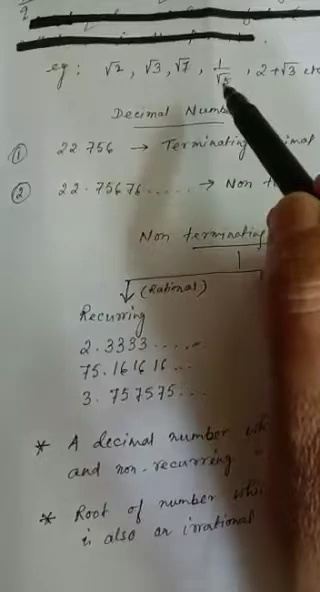 eg: √2, √3, √7, 1/√5, 2+√3 etc
Decimal Numb
① 22.756 → Terminating
② 22.75676...... → Non
Non terminating
(Rational)
Recurring
2.3333......
75.161616...
3.757575...
* A decimal number
and non-recurring
* Root of number
is also an irrational